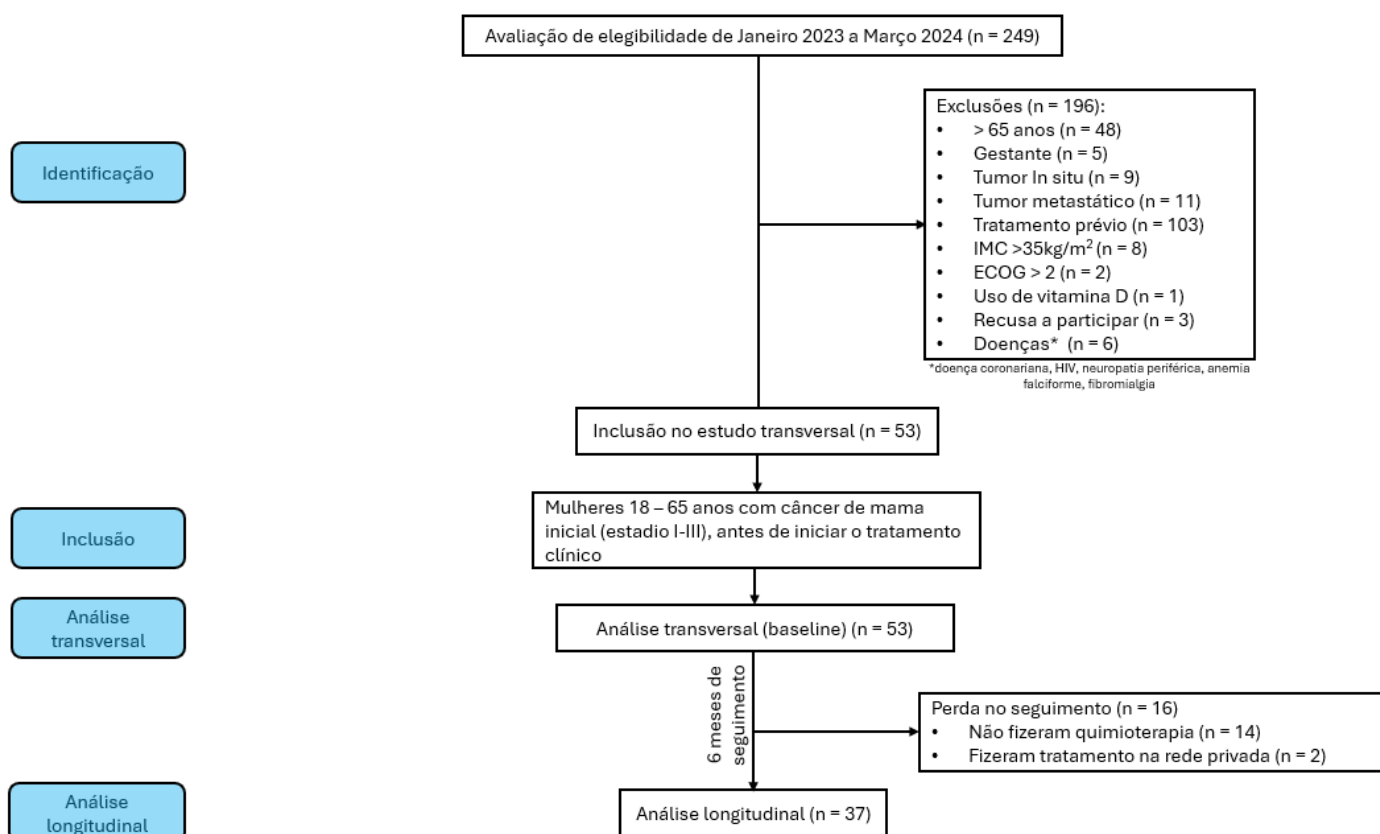 Avaliação de elegibilidade de Janeiro 2023 a Março 2024 (n = 249)
Identificação
Exclusões (n = 196):
• > 65 anos (n = 48)
• Gestante (n = 5)
• Tumor In situ (n = 9)
• Tumor metastático (n = 11)
• Tratamento prévio (n = 103)
• IMC >35kg/m² (n = 8)
• ECOG > 2 (n = 2)
• Uso de vitamina D (n = 1)
• Recusa a participar (n = 3)
• Doenças* (n = 6)
*doença coronariana, HIV, neuropatia periférica, anemia
falciforme, fibromialgia
Inclusão no estudo transversal (n = 53)
Inclusão
Mulheres 18 – 65 anos com câncer de mama
inicial (estadio I-III), antes de iniciar o tratamento
clínico
Análise
transversal
Análise transversal (baseline) (n = 53)
6 meses de
seguimento
Perda no seguimento (n = 16)
• Não fizeram quimioterapia (n = 14)
• Fizeram tratamento na rede privada (n = 2)
Análise
longitudinal
Análise longitudinal (n = 37)